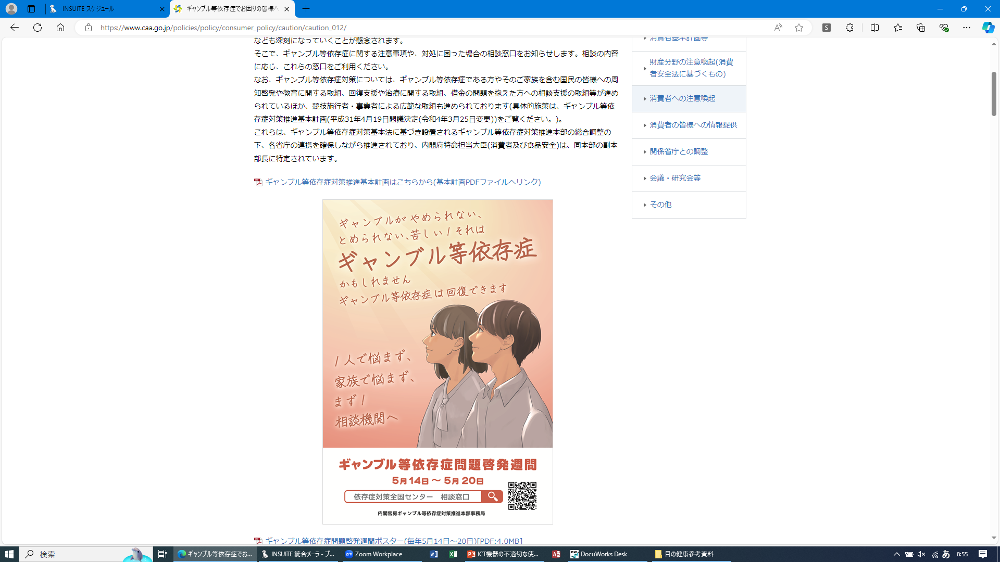 INSUITE スケジュール
ギャンブル等依存症でお困りの皆様へ
https://www.caa.go.jp/policies/policy/consumer_policy/caution/caution_012/
なども深刻になっていくことが懸念されます。
そこで、ギャンブル等依存症に関する注意事項や、対処に困った場合の相談窓口をお知らせします。相談の内容
に応じ、これらの窓口をご利用ください。
なお、ギャンブル等依存症対策については、ギャンブル等依存症である方やそのご家族を含む国民の皆様への周
知啓発や教育に関する取組、回復支援や治療に関する取組、借金の問題を抱えた方への相談支援の取組等が進め
られているほか、競技施行者・事業者による広範な取組も進められております(具体的施策は、ギャンブル等依
存症対策推進基本計画(平成31年4月19日閣議決定(令和4年3月25日変更))をご覧ください。)。
これらは、ギャンブル等依存症対策基本法に基づき設置されるギャンブル等依存症対策推進本部の総合調整の
下、各省庁の連携を確保しながら推進されており、内閣府特命担当大臣(消費者及び食品安全)は、同本部の副本
部長に特定されています。
ギャンブル等依存症対策推進基本計画はこちらから(基本計画PDFファイルへリンク)
ギャンブルが やめられない、
とめられない、苦しい！それは
ギャンブル等依存症
かもしれません
ギャンブル等依存症は回復できます
1人で悩まず、
家族で悩まず、
まず！
相談機関へ
ギャンブル等依存症問題啓発週間
5月14日～5月20日
依存症対策全国センター 相談窓口
内閣官房ギャンブル等依存症対策推進本部事務局
ギャンブル等依存症問題啓発週間ポスター(毎年5月14日～20日)[PDF:4.0MB]
消費者基本計画等
財産分野の注意喚起(消費
者安全法に基づくもの)
消費者への注意喚起
消費者の皆様への情報提供
関係省庁との調整
会議・研究会等
その他
検索
ギャンブル等依存症でお...
INSUITE 統合メーラ - プ...
Zoom Workplace
ICT機器の不適切な使...
DocuWorks Desk
目の健康参考資料
あ
8:55